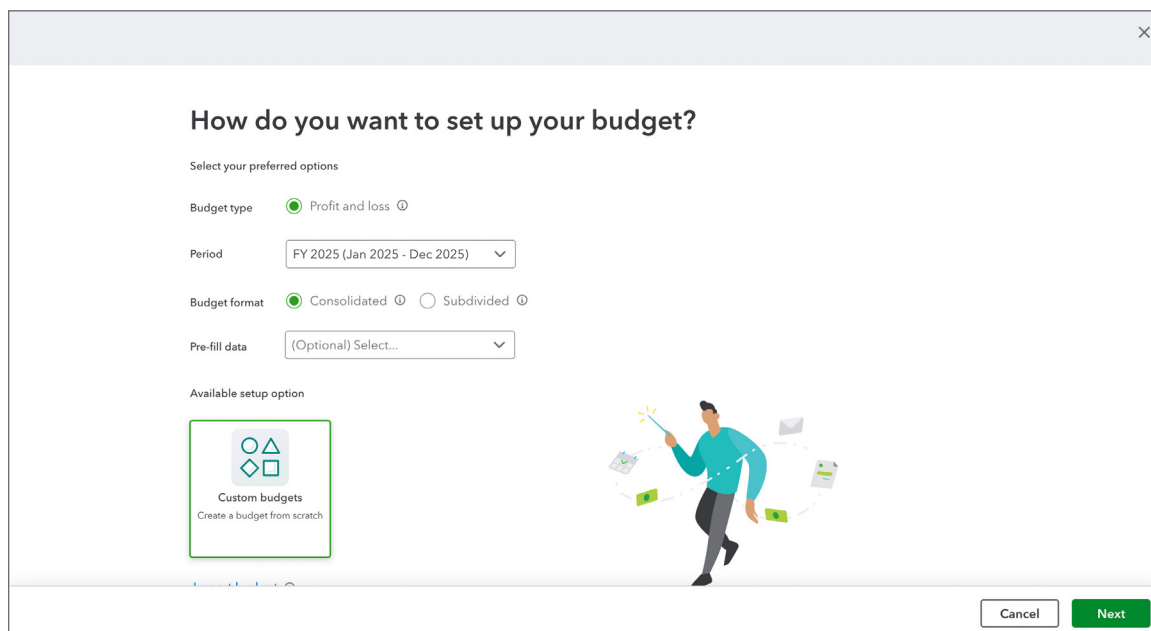 How do you want to set up your budget?
Select your preferred options
Budget type Profit and loss
Period FY 2025 (Jan 2025 - Dec 2025)
Budget format Consolidated Subdivided
Pre-fill data (Optional) Select...
Available setup option
Custom budgets
Create a budget from scratch
Cancel Next